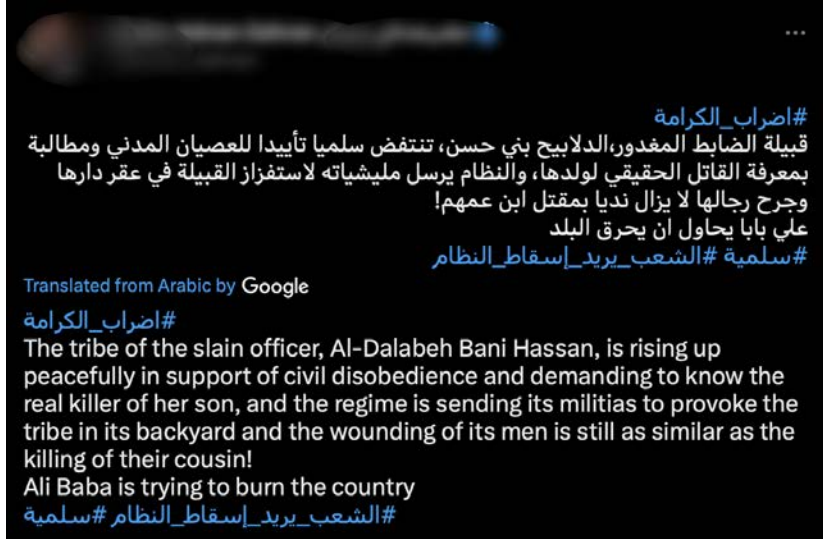 #اضراب_الكرامة
قبيلة الضابط المغدور،الدلابيح بني حسن، تنتفض سلميا تأييدا للعصيان المدني ومطالبة
بمعرفة القاتل الحقيقي لولدها، والنظام يرسل مليشياته لاستفزاز القبيلة في عقر دارها
وجرح رجالها لا يزال نديا بمقتل ابن عمهم!
علي بابا يحاول ان يحرق البلد
#سلمية #الشعب_يريد_إسقاط_النظام
Translated from Arabic by Google
#اضراب_الكرامة
The tribe of the slain officer, Al-Dalabeh Bani Hassan, is rising up
peacefully in support of civil disobedience and demanding to know the
real killer of her son, and the regime is sending its militias to provoke the
tribe in its backyard and the wounding of its men is still as similar as the
killing of their cousin!
Ali Baba is trying to burn the country
#الشعب_يريد_إسقاط_النظام #سلمية